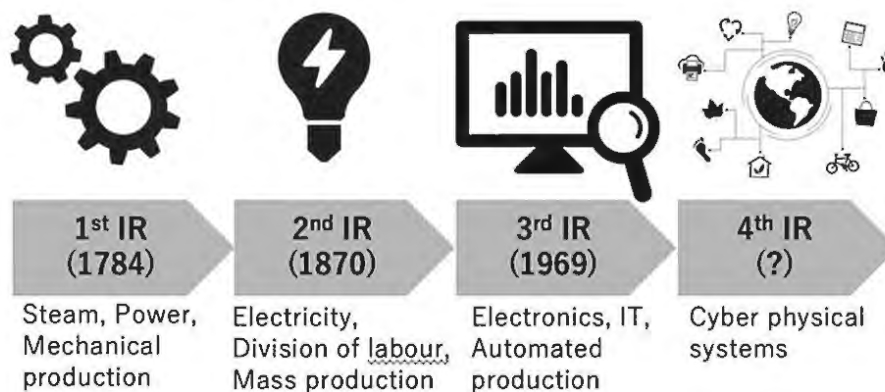 1st IR
(1784)
2nd IR
(1870)
3rd IR
(1969)
4th IR
(?)
Steam, Power,
Mechanical
production
Electricity,
Division of labour,
Mass production
Electronics, IT,
Automated
production
Cyber physical
systems